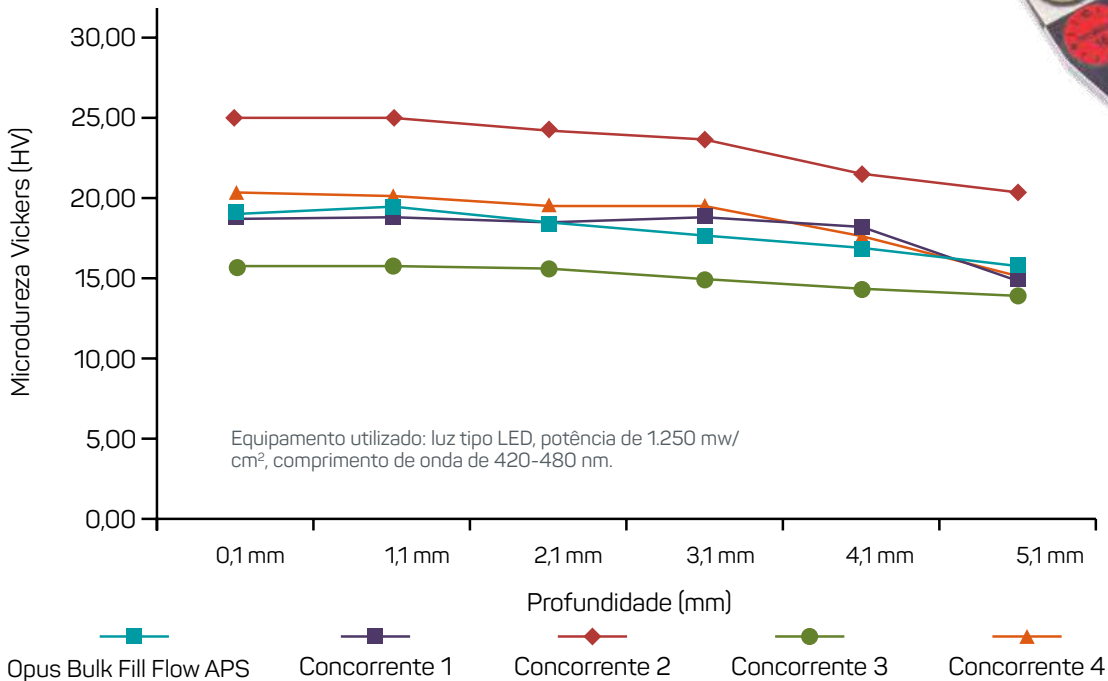 30,00
25,00
20,00
15,00
10,00
5,00
0,00
Microdureza Vickers (HV)
Equipamento utilizado: luz tipo LED, potência de 1.250 mw/
cm², comprimento de onda de 420-480 nm.
0,1 mm
1,1 mm
2,1 mm
3,1 mm
4,1 mm
5,1 mm
Profundidade (mm)
Opus Bulk Fill Flow APS
Concorrente 1
Concorrente 2
Concorrente 3
Concorrente 4